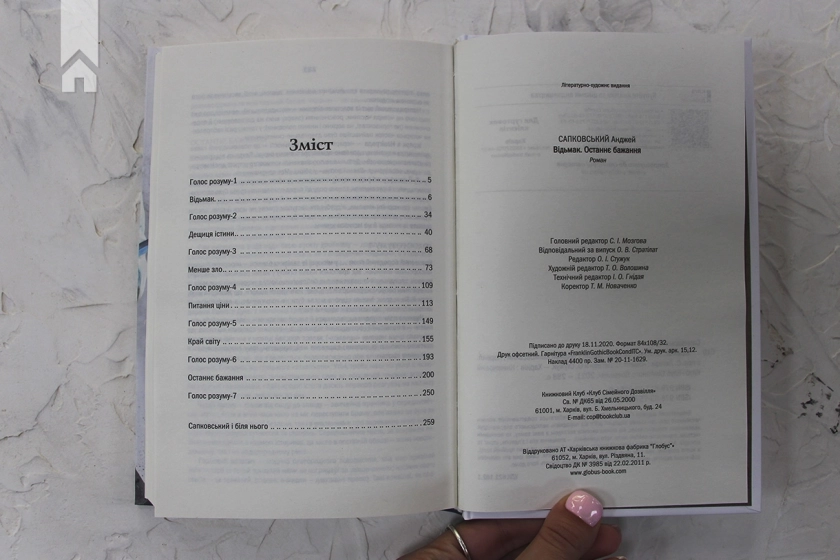 Зміст
Голос розуму-1 5
Відьмак 6
Голос розуму-2 34
Дещиця істини 40
Голос розуму-3 68
Менше зло 73
Голос розуму-4 109
Питання ціни 113
Голос розуму-5 149
Край світу 155
Голос розуму-6 193
Останнє бажання 200
Голос розуму-7 250
Сапковський і біля нього 259
Літературно-художнє видання
САПКОВСЬКИЙ Анджей
Відьмак. Останнє бажання
Роман
Головний редактор С. І. Мозгова
Відповідальний за випуск О. В. Стратілат
Редактор О. І. Стужук
Художній редактор Т. О. Волошина
Технічний редактор І. О. Гнідая
Коректор Т. М. Новаченко
Підписано до друку 18.11.2020. Формат 84x108/32.
Друк офсетний. Гарнітура «FranklinGothicBookCondITC». Ум. друк. арк. 15,12.
Наклад 4400 пр. Зам. № 20-11-1629.
Книжковий Клуб «Клуб Сімейного Дозвілля»
Св. № ДК65 від 26.05.2000
61001, м. Харків, вул. Б. Хмельницького, буд. 24
E-mail: cop@bookclub.ua
Віддруковано АТ «Харківська книжкова фабрика "Глобус"»
61052, м. Харків, вул. Різдвяна, 11.
Свідоцтво ДК № 3985 від 22.02.2011 р.
www.globus-book.com